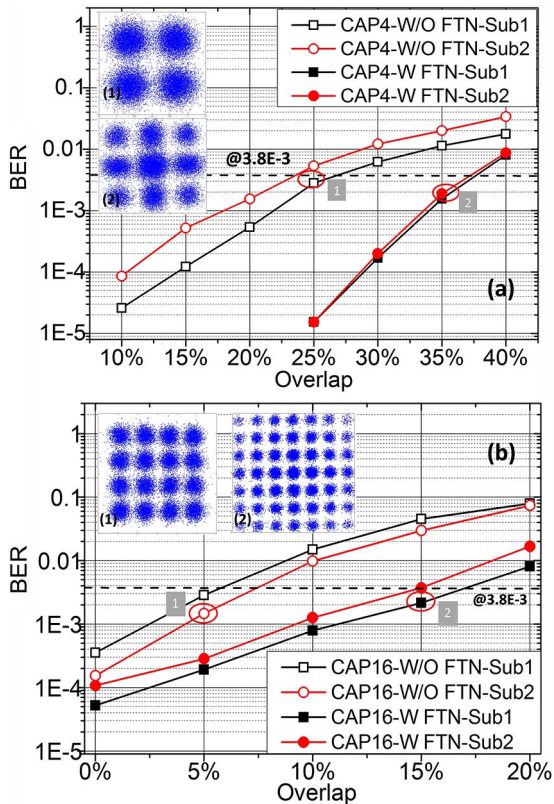 CAP4-W/O FTN-Sub1
CAP4-W/O FTN-Sub2
CAP4-W FTN-Sub1
CAP4-W FTN-Sub2
(1)
(2)
@3.8E-3
1
2
(a)
BER
1
0.1
0.01
1E-3
1E-4
1E-5
10% 15% 20% 25% 30% 35% 40%
Overlap
(b)
(1)
(2)
1
2
@3.8E-3
BER
1
0.1
0.01
1E-3
1E-4
1E-5
CAP16-W/O FTN-Sub1
CAP16-W/O FTN-Sub2
CAP16-W FTN-Sub1
CAP16-W FTN-Sub2
0% 5% 10% 15% 20%
Overlap